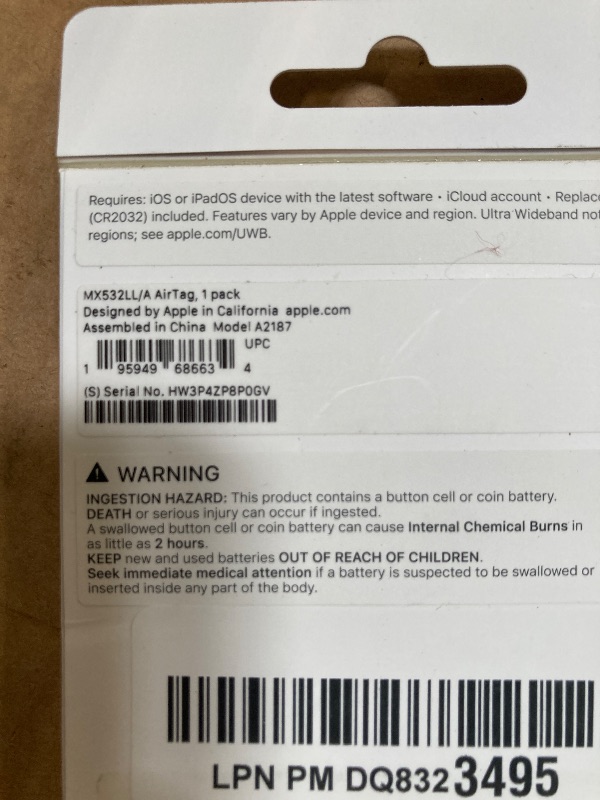 Requires: iOS or iPadOS device with the latest software • iCloud account • Replace
(CR2032) included. Features vary by Apple device and region. Ultra Wideband not
regions; see apple.com/UWB.
MX532LL/A AirTag, 1 pack
Designed by Apple in California apple.com
Assembled in China Model A2187
UPC
1 95949 68663 4
(S) Serial No. HW3P4ZP8P0GV
WARNING
INGESTION HAZARD: This product contains a button cell or coin battery.
DEATH or serious injury can occur if ingested.
A swallowed button cell or coin battery can cause Internal Chemical Burns in
as little as 2 hours.
KEEP new and used batteries OUT OF REACH OF CHILDREN.
Seek immediate medical attention if a battery is suspected to be swallowed or
inserted inside any part of the body.
LPN PM DQ8323495